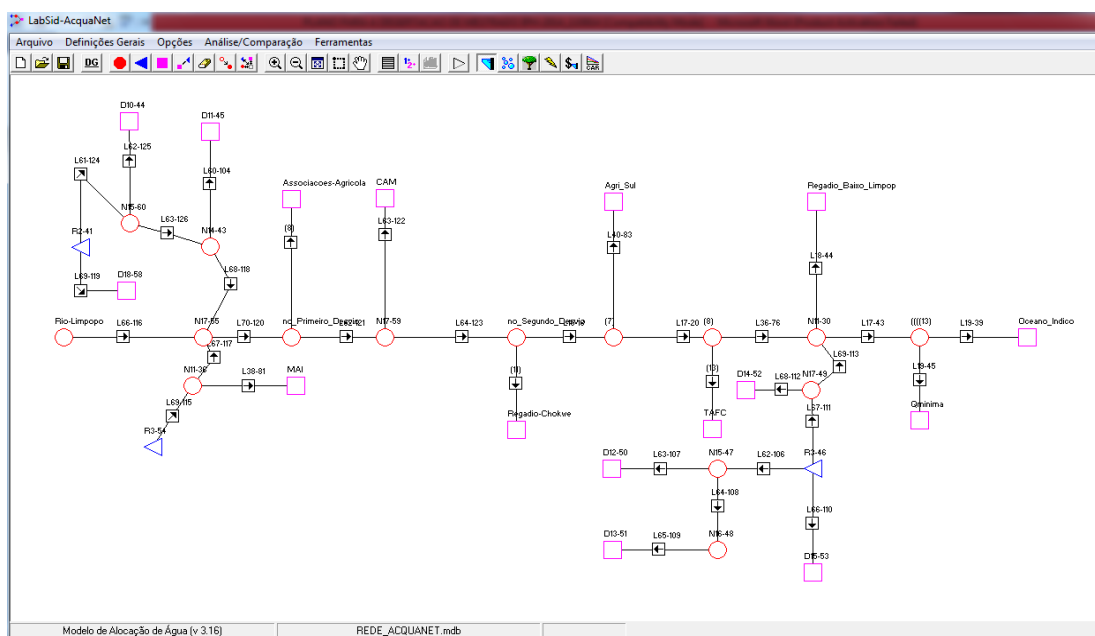 LabSid-AcquaNet
Arquivo Definições Gerais Opções Análise/Comparação Ferramentas
DG
CAR
D10-44
D11-45
L62-125
L61-124
L60-104
Associacoes-Agricola
CAM
Agri_Sul
Regadio_Baixo_Limpop
N15-60
L63-126
L63-122
(8)
R2-41
N14-43
L40-83
L18-44
L68-118
L69-119
D18-58
Rio-Limpopo
L66-116
N17-55
L70-120
no_Primeiro_Desvio
N17-59
L64-123
no_Segundo_Desvio
(7)
L17-20
(8)
L36-76
N11-30
L17-43
((((13)
L19-39
Oceano_Indico
L67-117
N11-36
L38-81
MAI
(11)
(13)
L69-113
L19-45
D14-52
L68-112
N17-49
L69-115
Regadio-Chokwe
TAFC
Qminima
R3-54
L67-111
D12-50
L63-107
N15-47
L62-106
R3-46
L64-108
L66-110
D13-51
L65-109
N16-48
D15-53
Modelo de Alocação de Água (v 3.16) REDE_ACQUANET.mdb